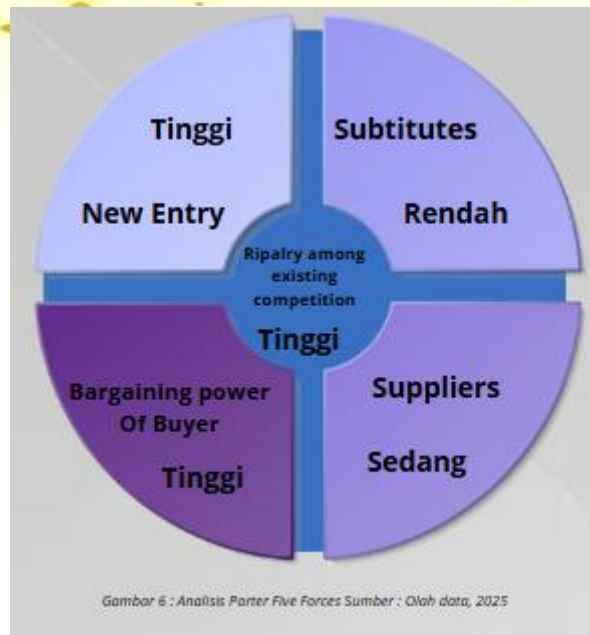 Tinggi
New Entry
Subtitutes
Rendah
Ripalry among
existing
competition
Tinggi
Bargaining power
Of Buyer
Tinggi
Suppliers
Sedang
Gambar 6 : Analisis Porter Five Forces Sumber : Olah data, 2025